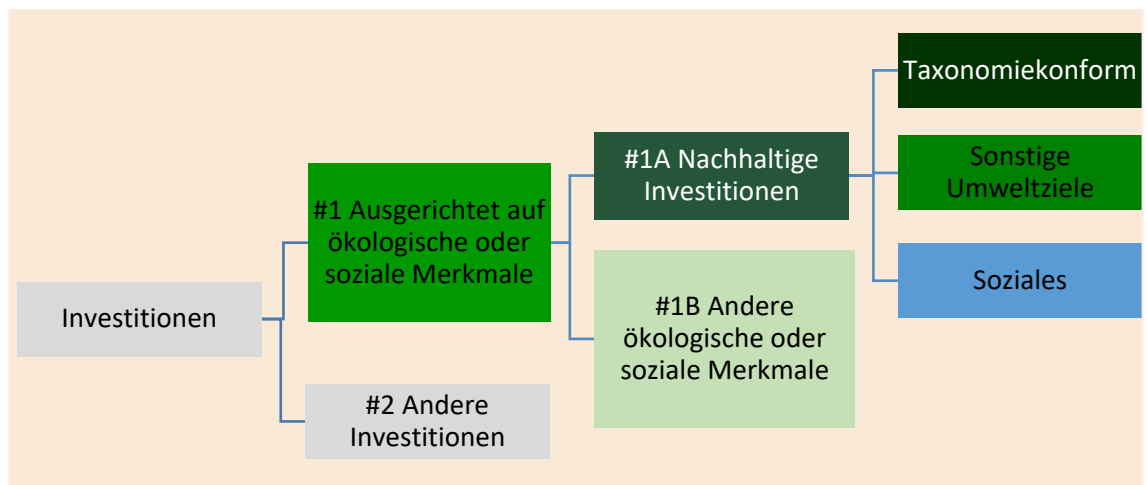 Investitionen
#1 Ausgerichtet auf
ökologische oder
soziale Merkmale
#2 Andere
Investitionen
#1A Nachhaltige
Investitionen
#1B Andere
ökologische oder
soziale Merkmale
Taxonomiekonform
Sonstige
Umweltziele
Soziales